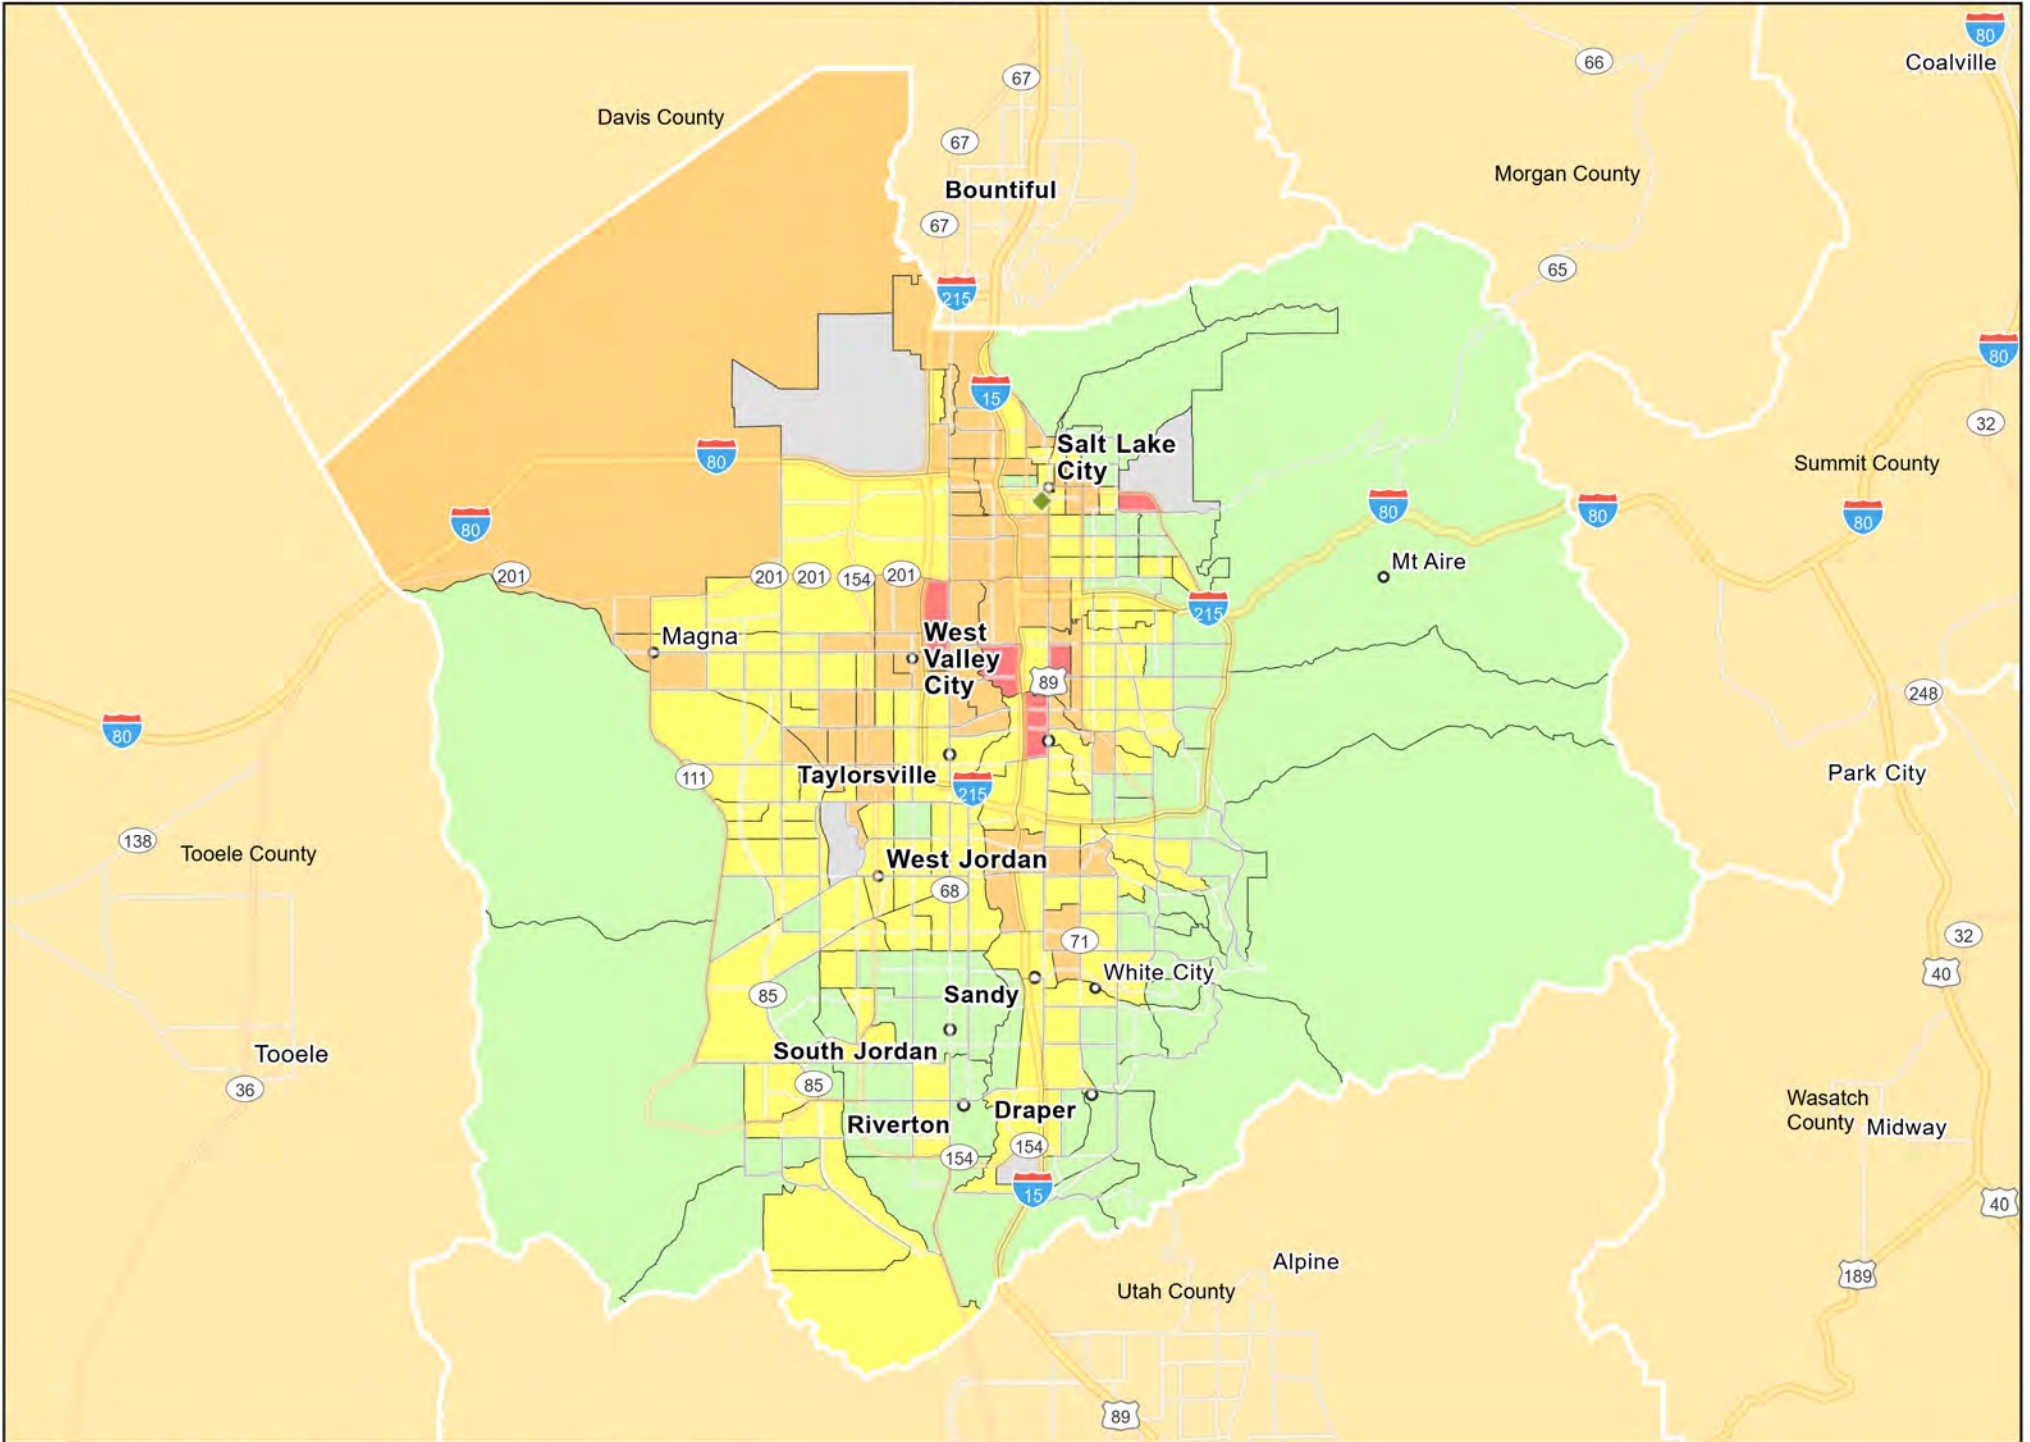 80
Coalville
67
66
Davis County
67
Morgan County
Bountiful
67
65
215
80
15
32
Salt Lake
City
80
Summit County
80
80
80
80
Mt Aire
201
201
201
154
201
215
Magna
West
Valley
City
89
248
80
Taylorsville
111
215
Park City
138
Tooele County
West Jordan
68
71
32
White City
40
85
Sandy
Tooele
South Jordan
36
85
Draper
Riverton
Wasatch
County
Midway
154
154
15
40
Alpine
189
Utah County
89